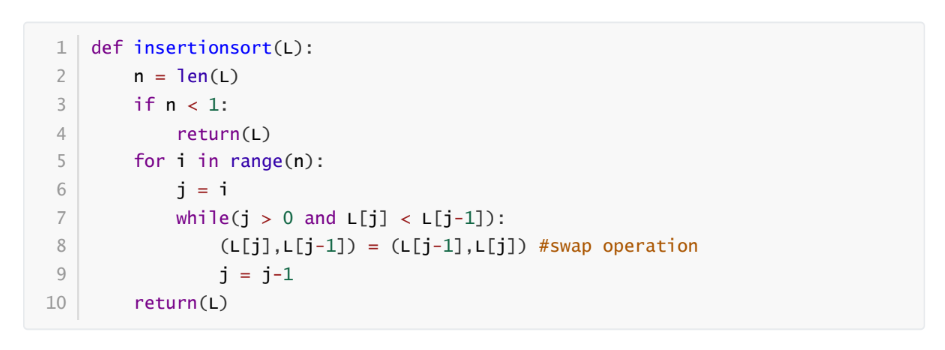 1 def insertionsort(L):
2     n = len(L)
3     if n < 1:
4         return(L)
5     for i in range(n):
6         j = i
7         while(j > 0 and L[j] < L[j-1]):
8             (L[j],L[j-1]) = (L[j-1],L[j]) #swap operation
9             j = j-1
10     return(L)